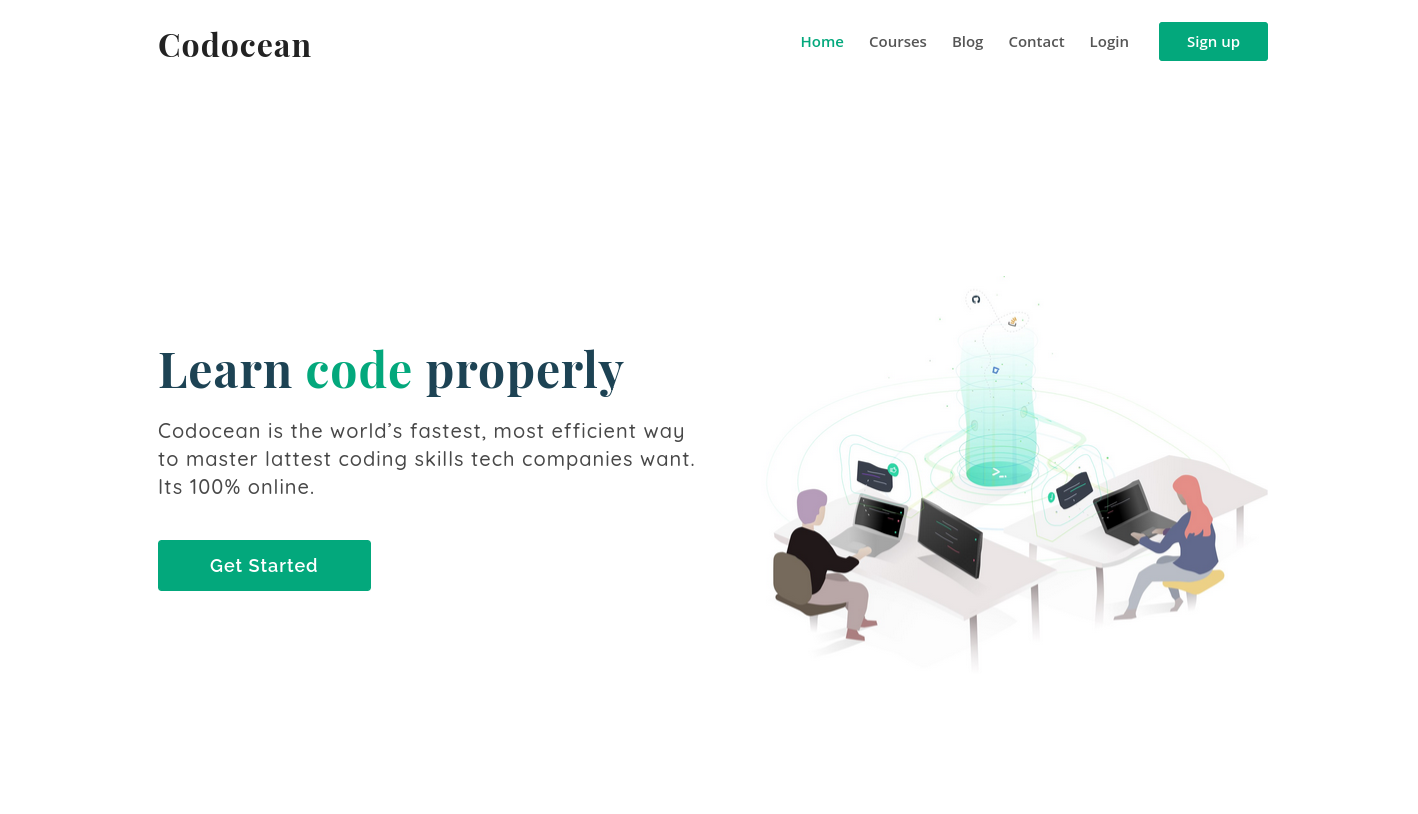 Codocean
Home Courses Blog Contact Login Sign up
Learn code properly
Codocean is the world’s fastest, most efficient way
to master lattest coding skills tech companies want.
Its 100% online.
Get Started